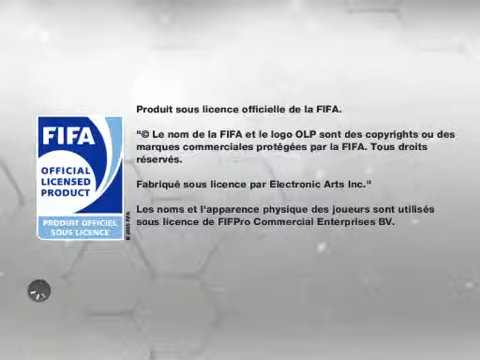 Produit sous licence officielle de la FIFA.
"© Le nom de la FIFA et le logo OLP sont des copyrights ou des
marques commerciales protégées par la FIFA. Tous droits
réservés.
Fabriqué sous licence par Electronic Arts Inc."
Les noms et l'apparence physique des joueurs sont utilisés
sous licence de FIFPro Commercial Enterprises BV.
FIFA
OFFICIAL
LICENSED
PRODUCT
PRODUIT OFFICIEL
SOUS LICENCE